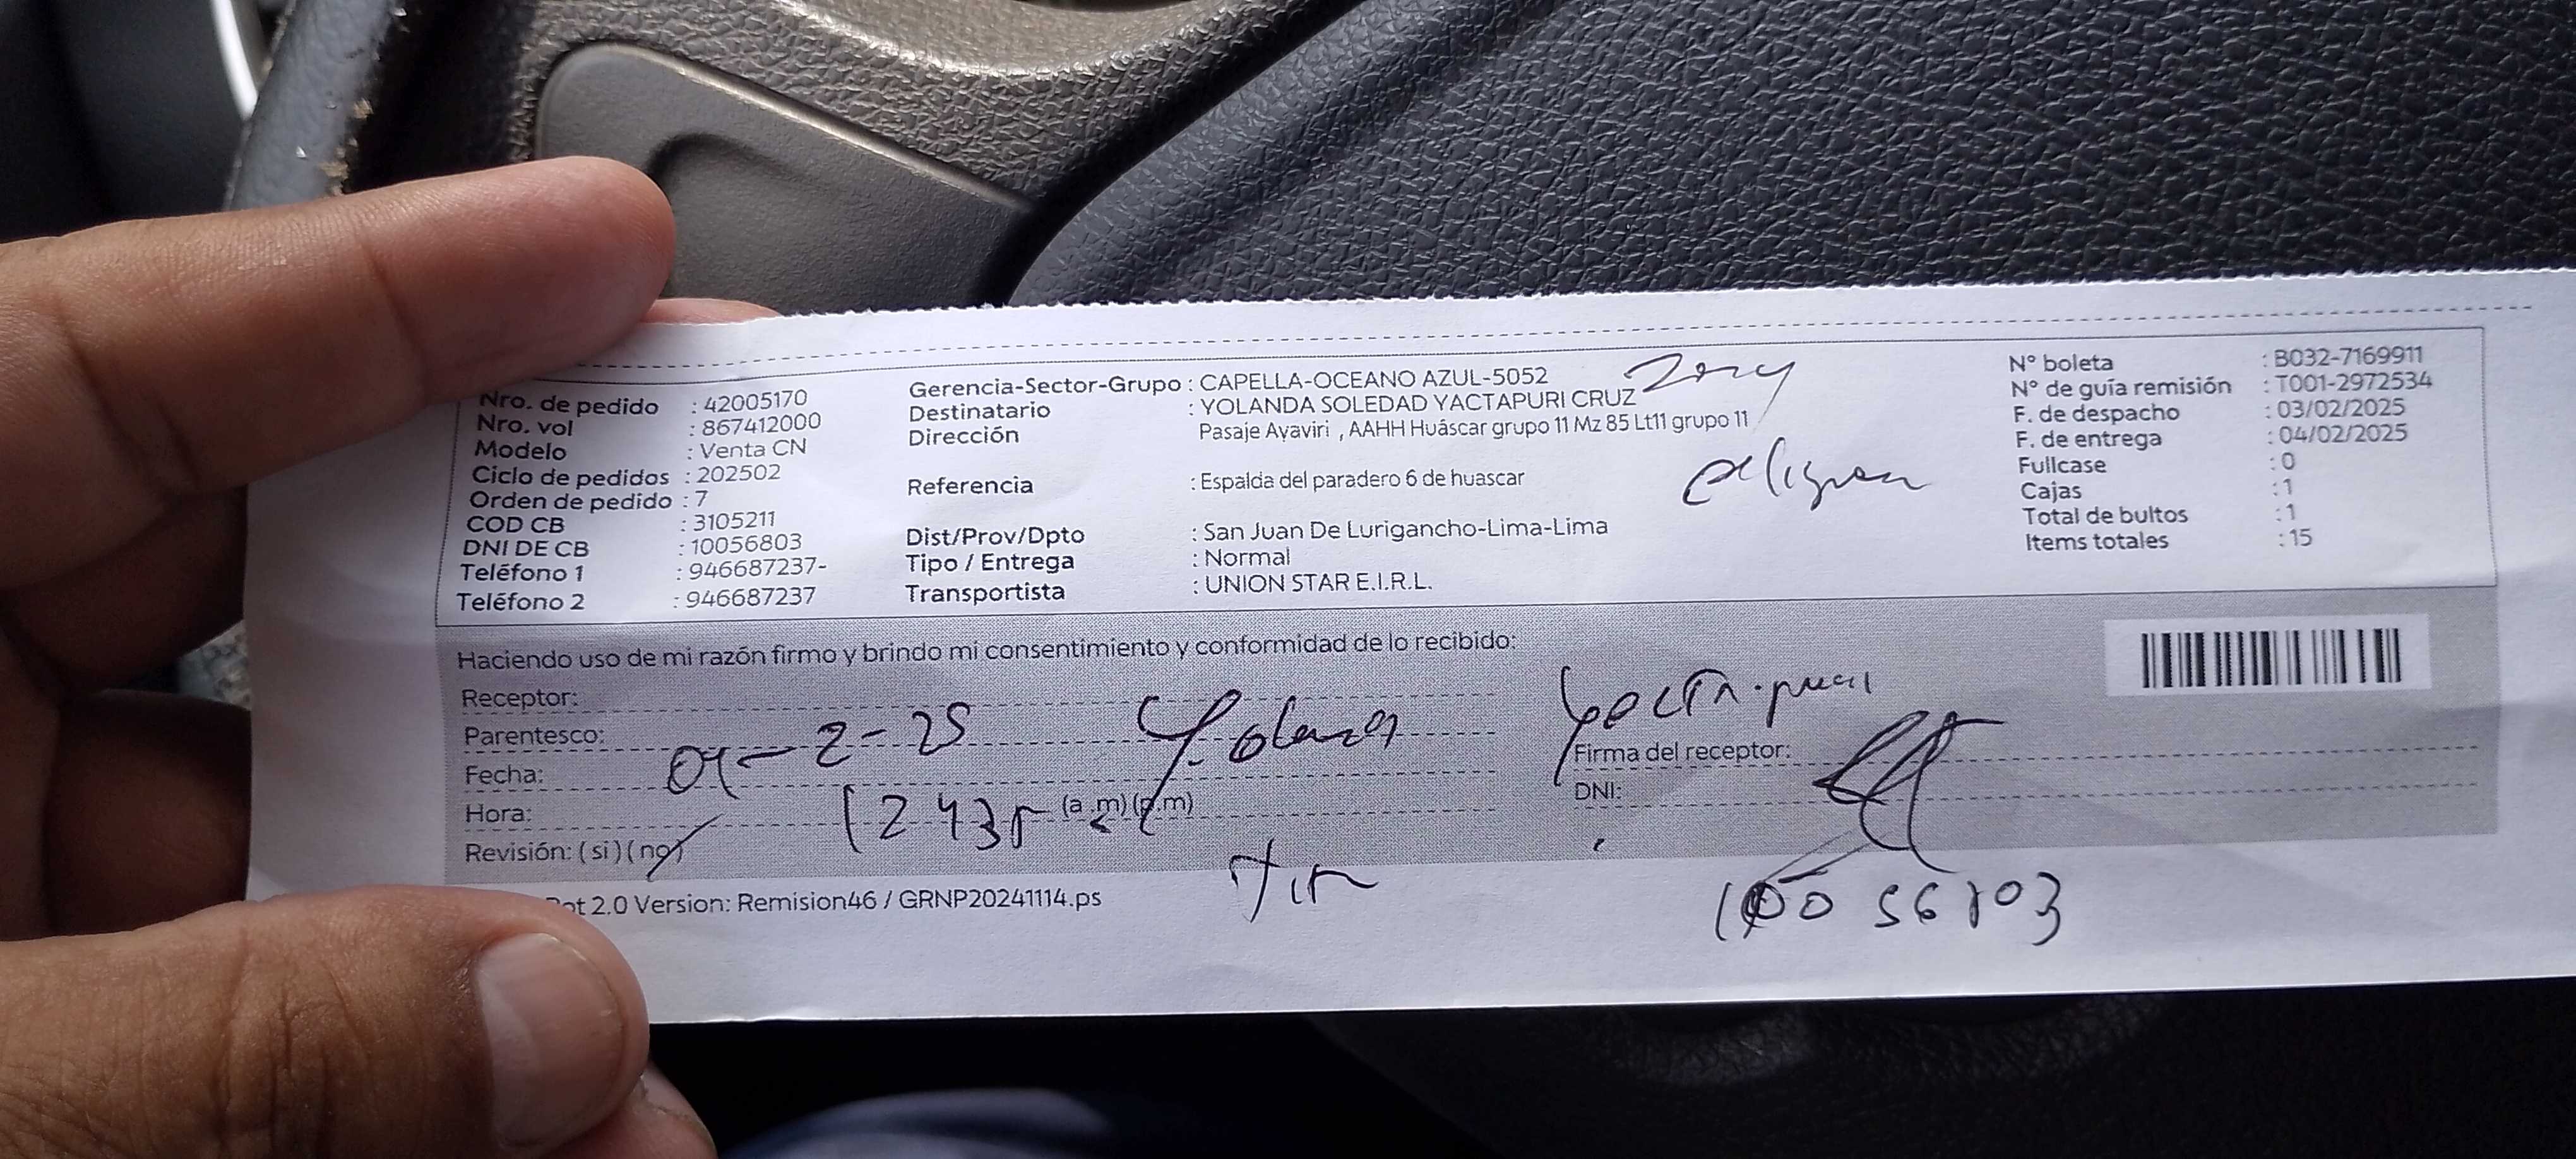 Nro. de pedido : 42005170
Nro. vol : 867412000
Modelo : Venta CN
Ciclo de pedidos : 202502
Orden de pedido : 7
COD CB : 3105211
DNI DE CB : 10056803
Teléfono 1 : 946687237-
Teléfono 2 : 946687237
Gerencia-Sector-Grupo : CAPELLA-OCEANO AZUL-5052
Destinatario : YOLANDA SOLEDAD YACTAPURI CRUZ
Dirección : Pasaje Ayaviri , AAHH Huáscar grupo 11 Mz 85 Lt11 grupo 11
Referencia : Espalda del paradero 6 de huascar
Dist/Prov/Dpto : San Juan De Lurigancho-Lima-Lima
Tipo / Entrega : Normal
Transportista : UNION STAR E.I.R.L.
Zona
peligrosa
N° boleta : B032-7169911
N° de guía remisión : T001-2972534
F. de despacho : 03/02/2025
F. de entrega : 04/02/2025
Fullcase : 0
Cajas : 1
Total de bultos : 1
Items totales : 15
Haciendo uso de mi razón firmo y brindo mi consentimiento y conformidad de lo recibido:
Receptor: Yolanda
Parentesco:
Fecha: 04-2-25
Hora: 1243 (a.m)(p.m)
Revisión: (si)(no)
Firma del receptor:
DNI: 10056803
2.0 Version: Remision46 / GRNP20241114.ps